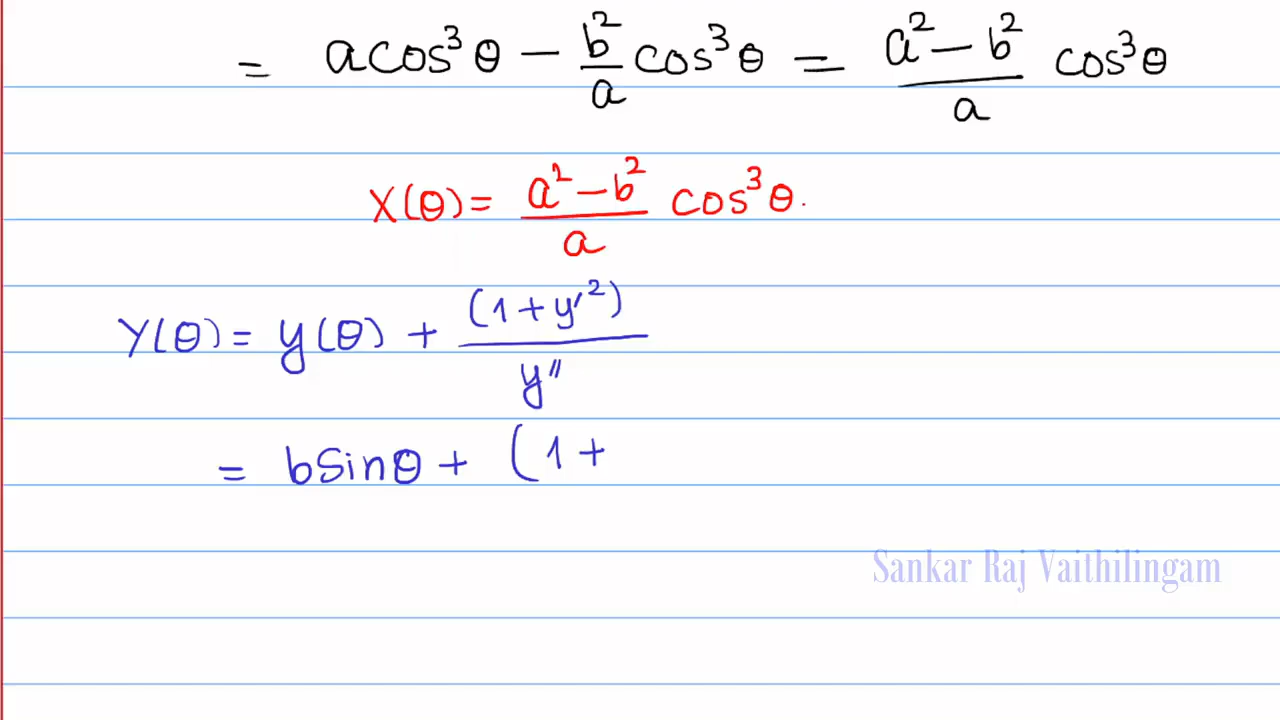 = acos³θ − b²/a cos³θ = (a² − b²)/a cos³θ
X(θ) = (a² − b²)/a cos³θ.
Y(θ) = y(θ) + (1 + y′²)/y″
= bSinθ + (1 +
Sankar Raj Vaithilingam